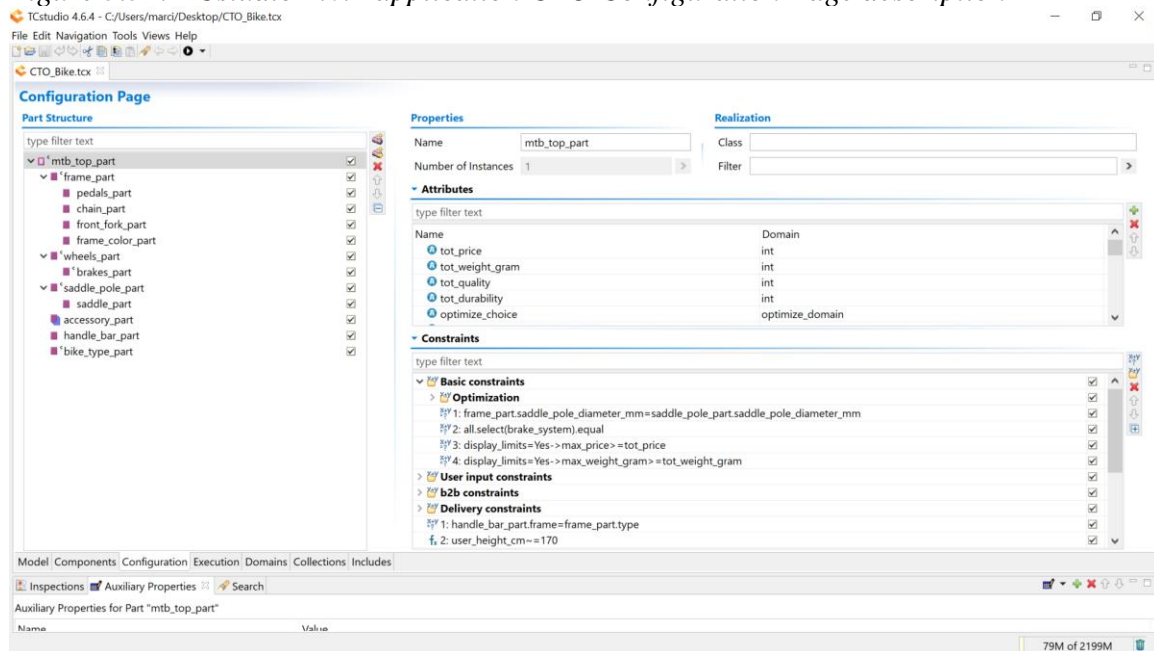 TCstudio 4.6.4 - C:/Users/marci/Desktop/CTO_Bike.tcx
File Edit Navigation Tools Views Help
CTO_Bike.tcx
Configuration Page
Part Structure
type filter text
mtb_top_part
frame_part
pedals_part
chain_part
front_fork_part
frame_color_part
wheels_part
brakes_part
saddle_pole_part
saddle_part
accessory_part
handle_bar_part
bike_type_part
Properties
Name mtb_top_part
Number of Instances 1 >
Realization
Class
Filter >
Attributes
type filter text
Name Domain
tot_price int
tot_weight_gram int
tot_quality int
tot_durability int
optimize_choice optimize_domain
Constraints
type filter text
Basic constraints
Optimization
1: frame_part.saddle_pole_diameter_mm=saddle_pole_part.saddle_pole_diameter_mm
2: all.select(brake_system).equal
3: display_limits=Yes->max_price>=tot_price
4: display_limits=Yes->max_weight_gram>=tot_weight_gram
User input constraints
b2b constraints
Delivery constraints
1: handle_bar_part.frame=frame_part.type
2: user_height_cm~=170
Model Components Configuration Execution Domains Collections Includes
Inspections Auxiliary Properties Search
Auxiliary Properties for Part "mtb_top_part"
Name Value
79M of 2199M